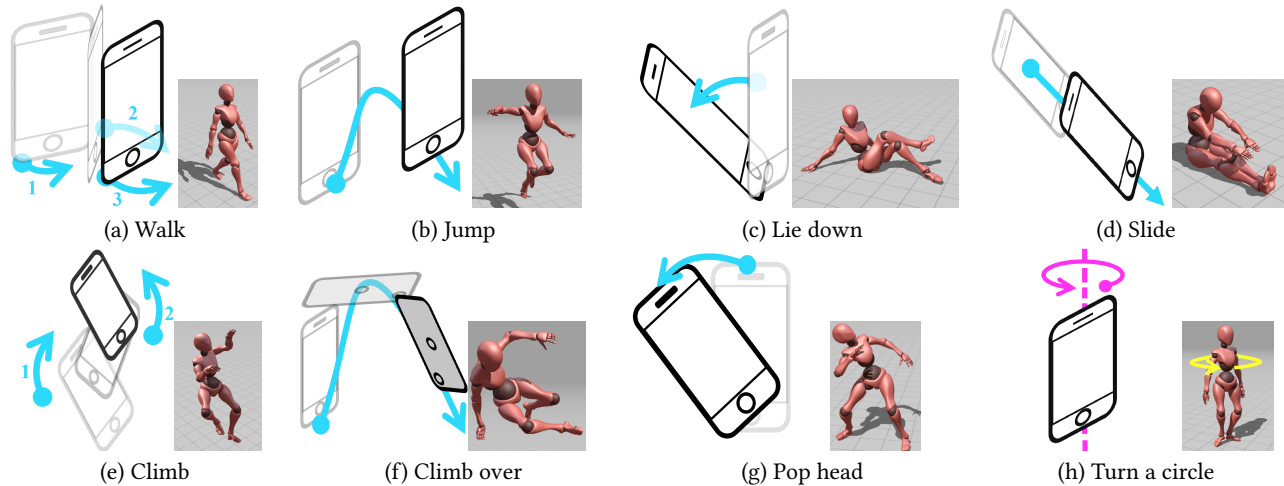 1
2
3
(a) Walk
(b) Jump
(c) Lie down
(d) Slide
1
2
(e) Climb
(f) Climb over
(g) Pop head
(h) Turn a circle